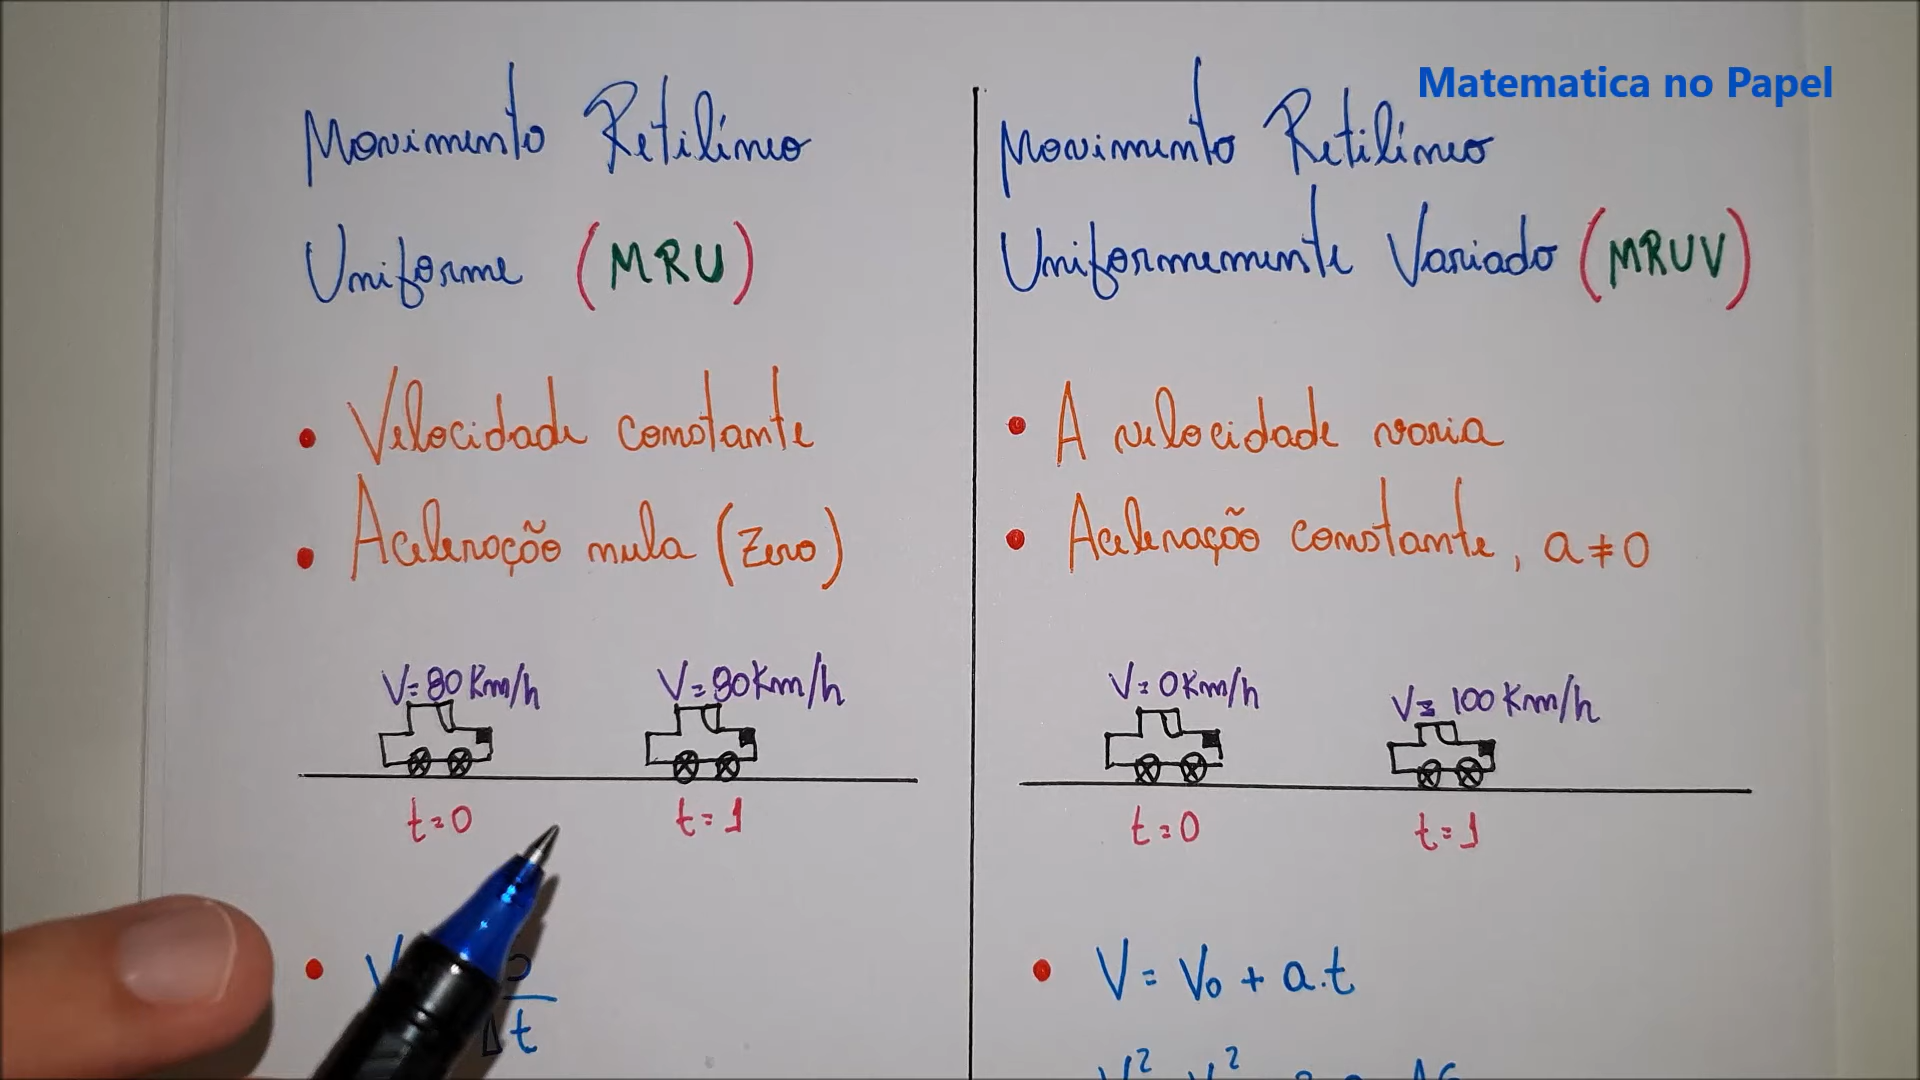 Matematica no Papel
Movimento Retilíneo
Uniforme (MRU)
• Velocidade constante
• Aceleração nula (Zero)
V=80Km/h V=80Km/h
t=0 t=1
• V
Δt
Movimento Retilíneo
Uniformemente Variado (MRUV)
• A velocidade varia
• Aceleração constante, a≠0
V=0Km/h V=100Km/h
t=0 t=1
• V=V₀+a.t